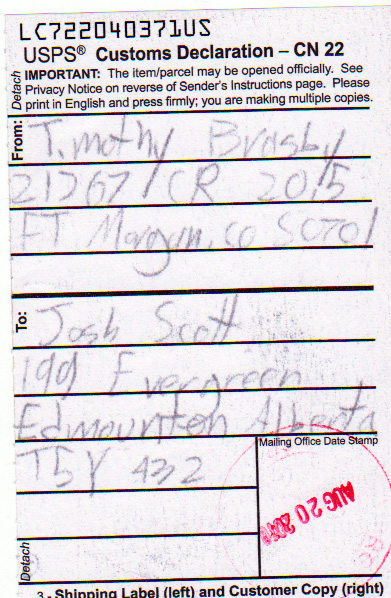 LC722040371US
USPS® Customs Declaration – CN 22
IMPORTANT: The item/parcel may be opened officially. See
Privacy Notice on reverse of Sender's Instructions page. Please
print in English and press firmly; you are making multiple copies.
Detach
From: Timothy Brasby
21267 / CR 20.5
FT Morgan, CO 80701
To: Josh Scott
199 Evergreen
Edmounton Alberta
T5Y 432
Mailing Office Date Stamp
AUG 20
Detach
3 - Shipping Label (left) and Customer Copy (right)